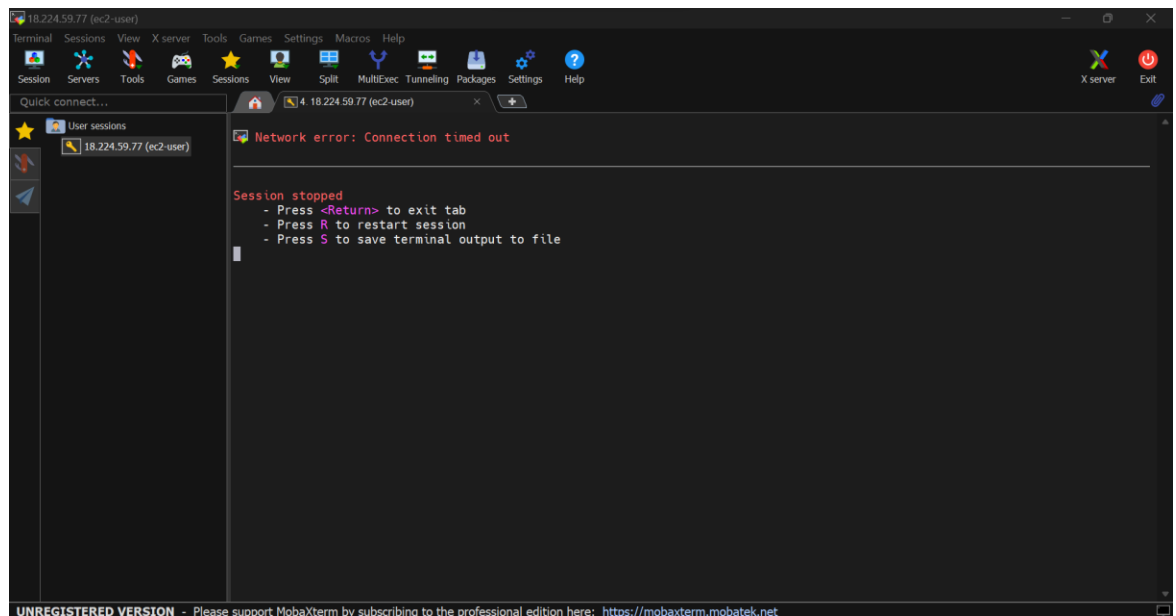 18.224.59.77 (ec2-user)
Terminal Sessions View X server Tools Games Settings Macros Help
Session Servers Tools Games Sessions View Split MultiExec Tunneling Packages Settings Help X server Exit
Quick connect...
4. 18.224.59.77 (ec2-user)
User sessions
18.224.59.77 (ec2-user)
Network error: Connection timed out
Session stopped
- Press <Return> to exit tab
- Press R to restart session
- Press S to save terminal output to file
UNREGISTERED VERSION - Please support MobaXterm by subscribing to the professional edition here: https://mobaxterm.mobatek.net